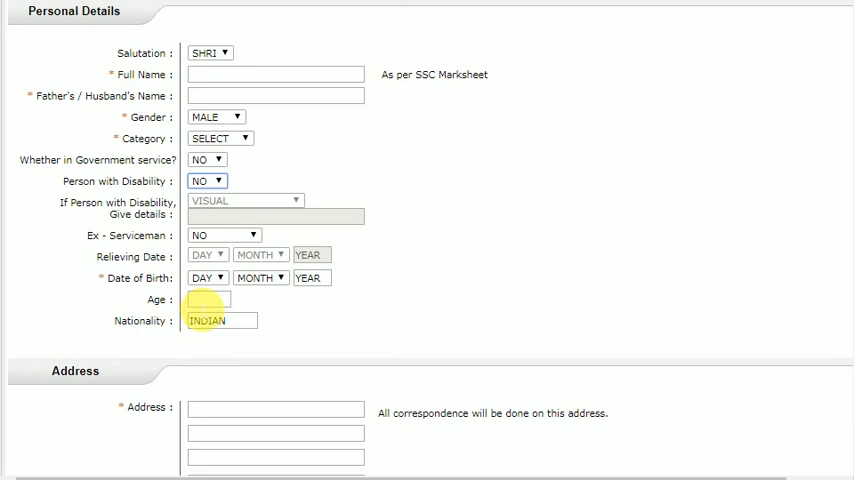 Personal Details
Salutation : SHRI
* Full Name : As per SSC Marksheet
* Father's / Husband's Name :
* Gender : MALE
* Category : SELECT
Whether in Government service? NO
Person with Disability : NO
If Person with Disability, VISUAL
Give details :
Ex - Serviceman : NO
Relieving Date : DAY MONTH YEAR
* Date of Birth: DAY MONTH YEAR
Age :
Nationality : INDIAN
Address
* Address : All correspondence will be done on this address.